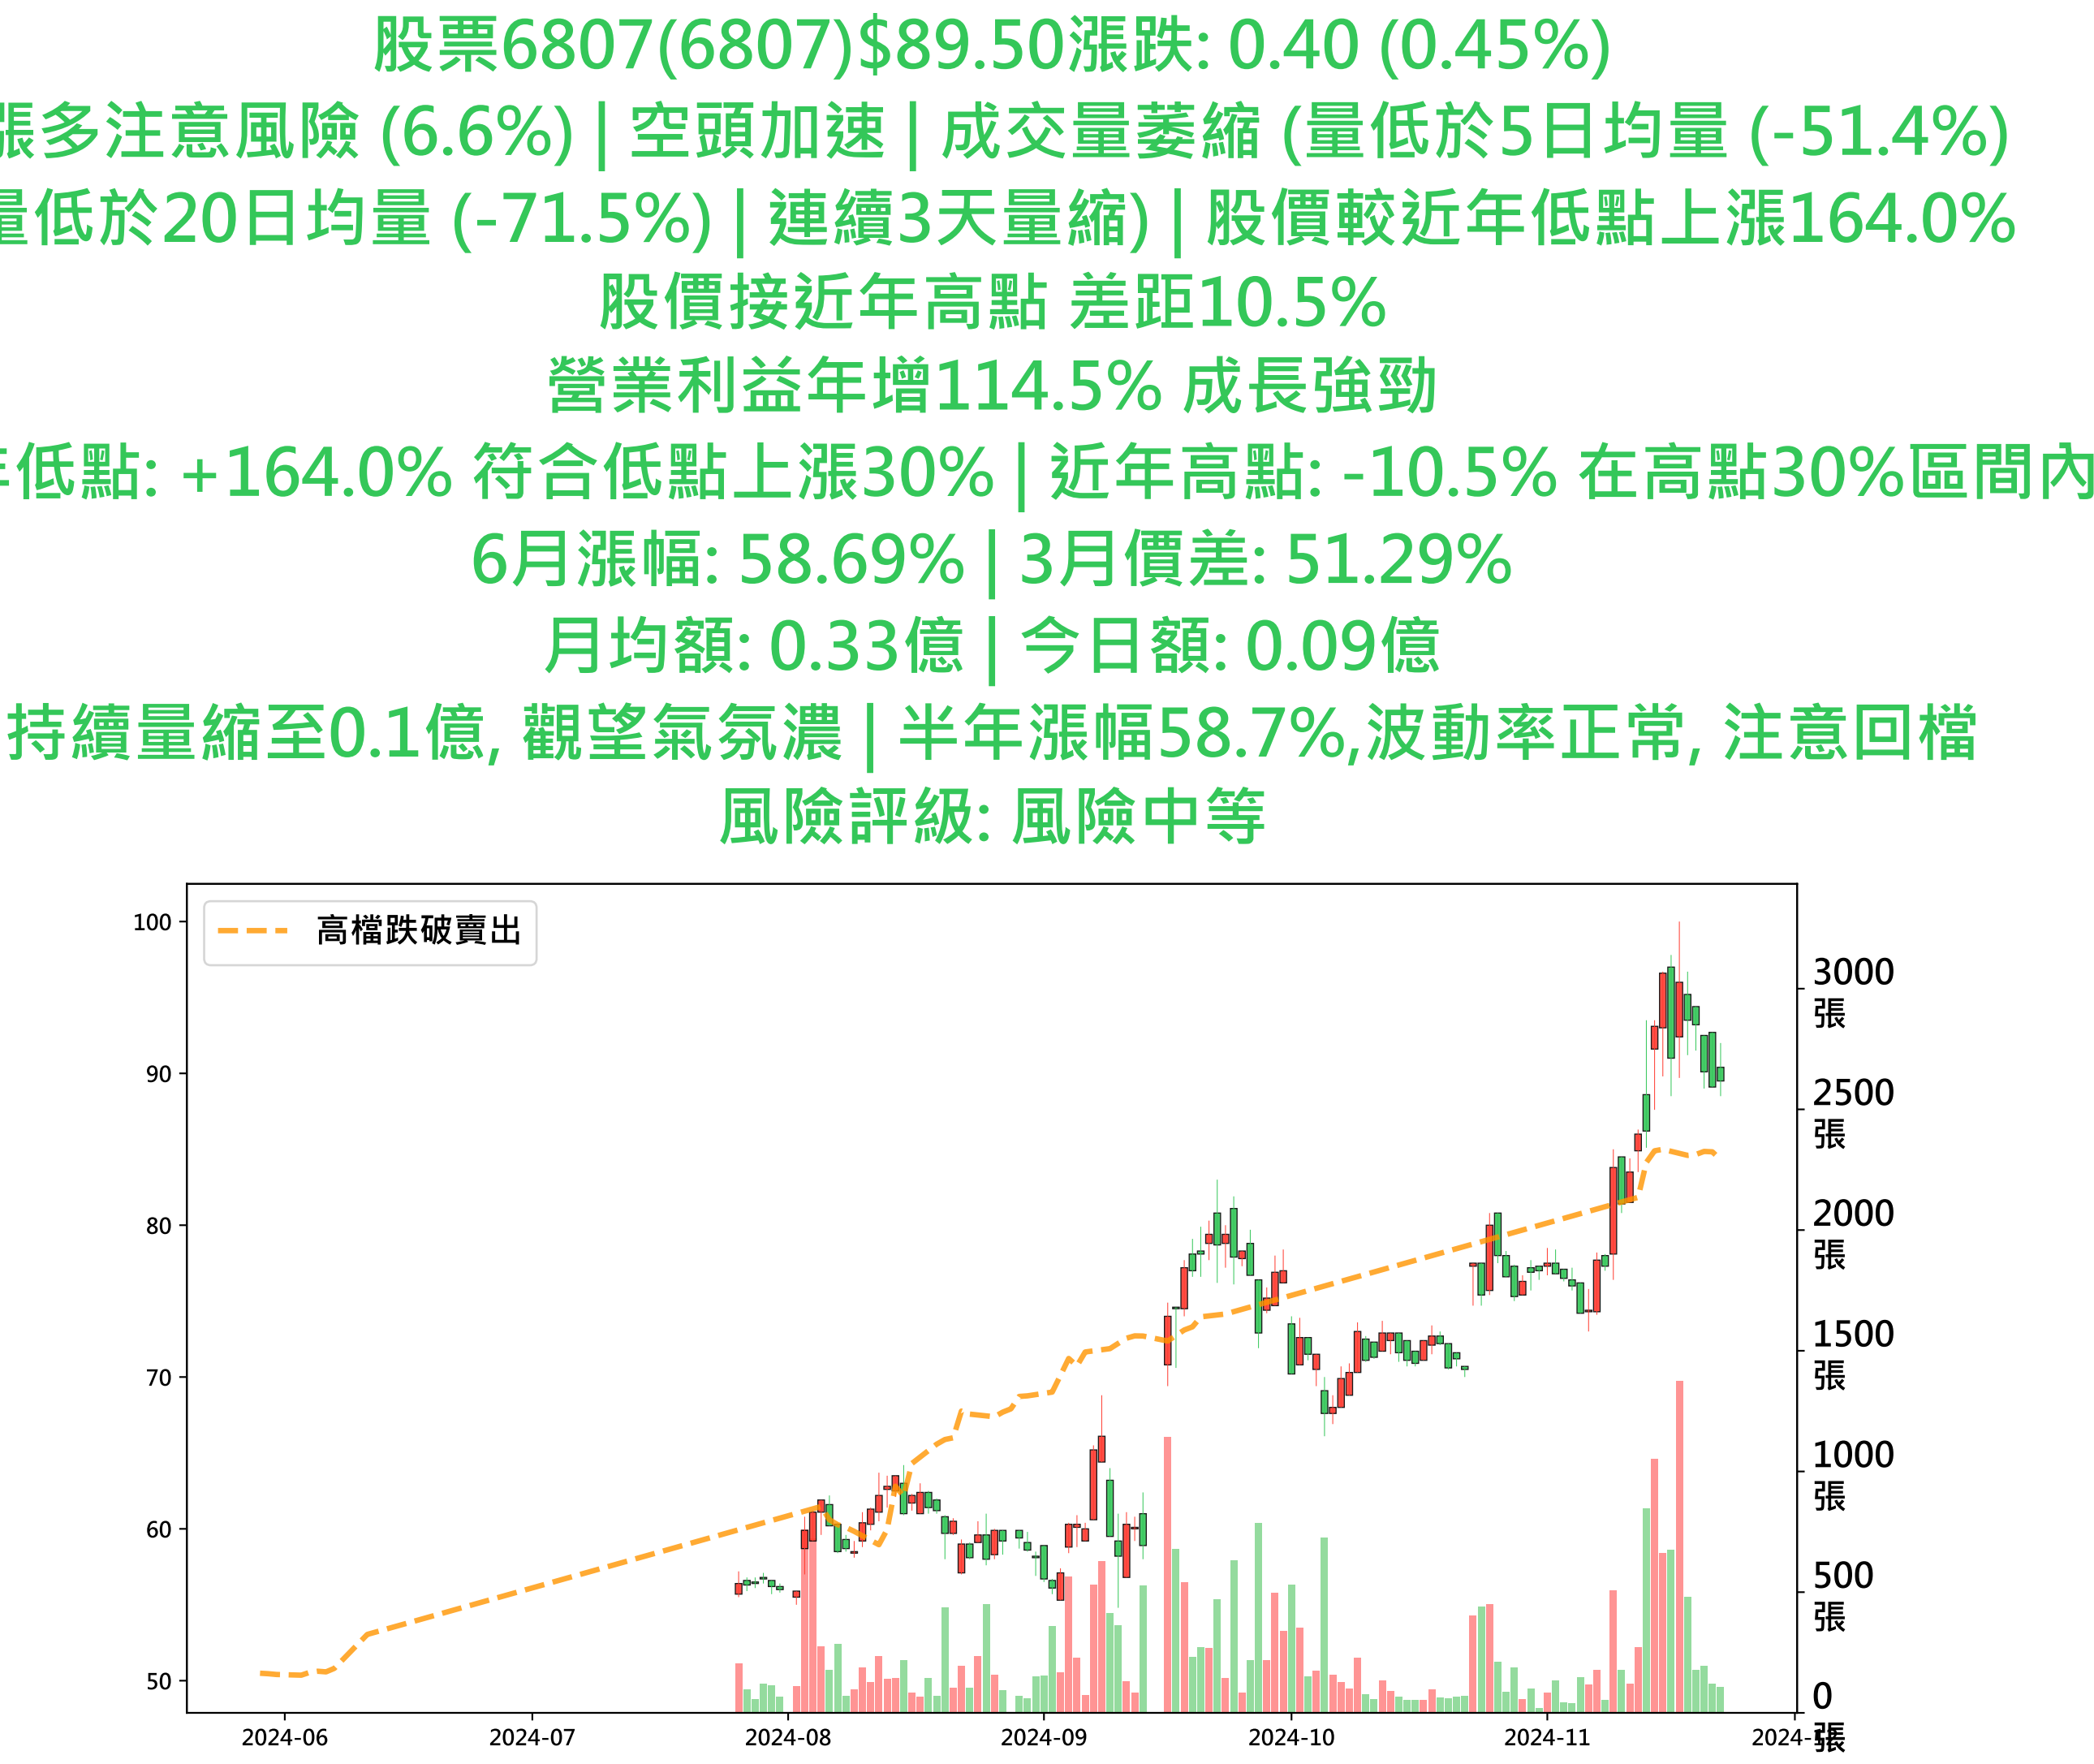 股票6807(6807)$89.50漲跌: 0.40 (0.45%)
張多注意風險 (6.6%) | 空頭加速 | 成交量萎縮 (量低於5日均量 (-51.4%)
量低於20日均量 (-71.5%) | 連續3天量縮) | 股價較近年低點上漲164.0%
股價接近年高點 差距10.5%
營業利益年增114.5% 成長強勁
年低點: +164.0% 符合低點上漲30% | 近年高點: -10.5% 在高點30%區間內
6月漲幅: 58.69% | 3月價差: 51.29%
月均額: 0.33億 | 今日額: 0.09億
持續量縮至0.1億, 觀望氣氛濃 | 半年漲幅58.7%,波動率正常, 注意回檔
風險評級: 風險中等
高檔跌破賣出
100
90
80
70
60
50
3000
張
2500
張
2000
張
1500
張
1000
張
500
張
0
張
2024-06
2024-07
2024-08
2024-09
2024-10
2024-11
2024-12